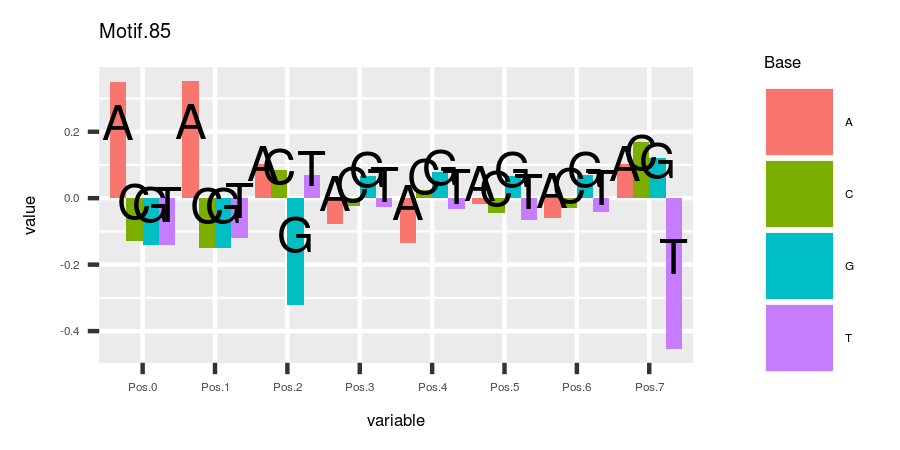 Motif.85
Base
A
C
G
T
value
0.2
0.0
-0.2
-0.4
A C G T A C G T A C G T A C G T A C G T A C G T A C G T A C G T
Pos.0 Pos.1 Pos.2 Pos.3 Pos.4 Pos.5 Pos.6 Pos.7
variable